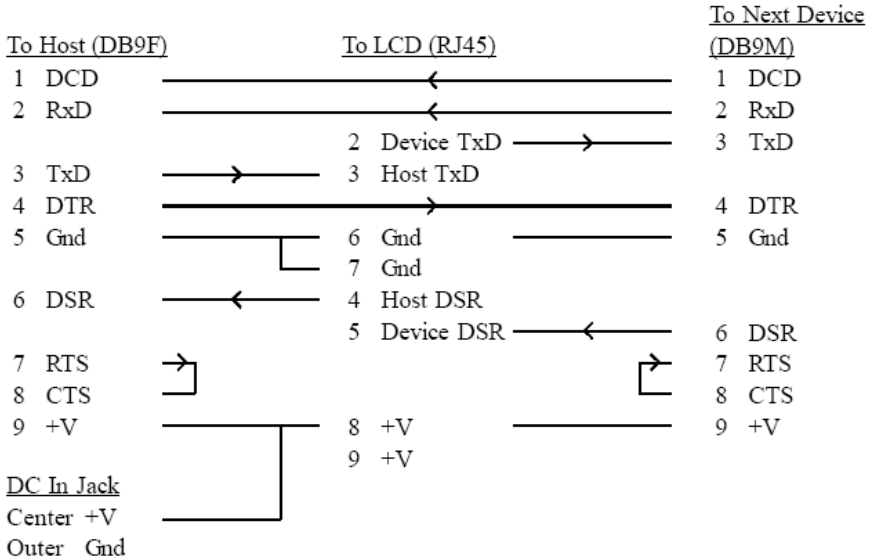 To Next Device
To Host (DB9F) To LCD (RJ45) (DB9M)
1 DCD 1 DCD
2 RxD 2 RxD
2 Device TxD 3 TxD
3 TxD 3 Host TxD
4 DTR 4 DTR
5 Gnd 6 Gnd 5 Gnd
7 Gnd
6 DSR 4 Host DSR
5 Device DSR 6 DSR
7 RTS 7 RTS
8 CTS 8 CTS
9 +V 8 +V 9 +V
9 +V
DC In Jack
Center +V
Outer Gnd